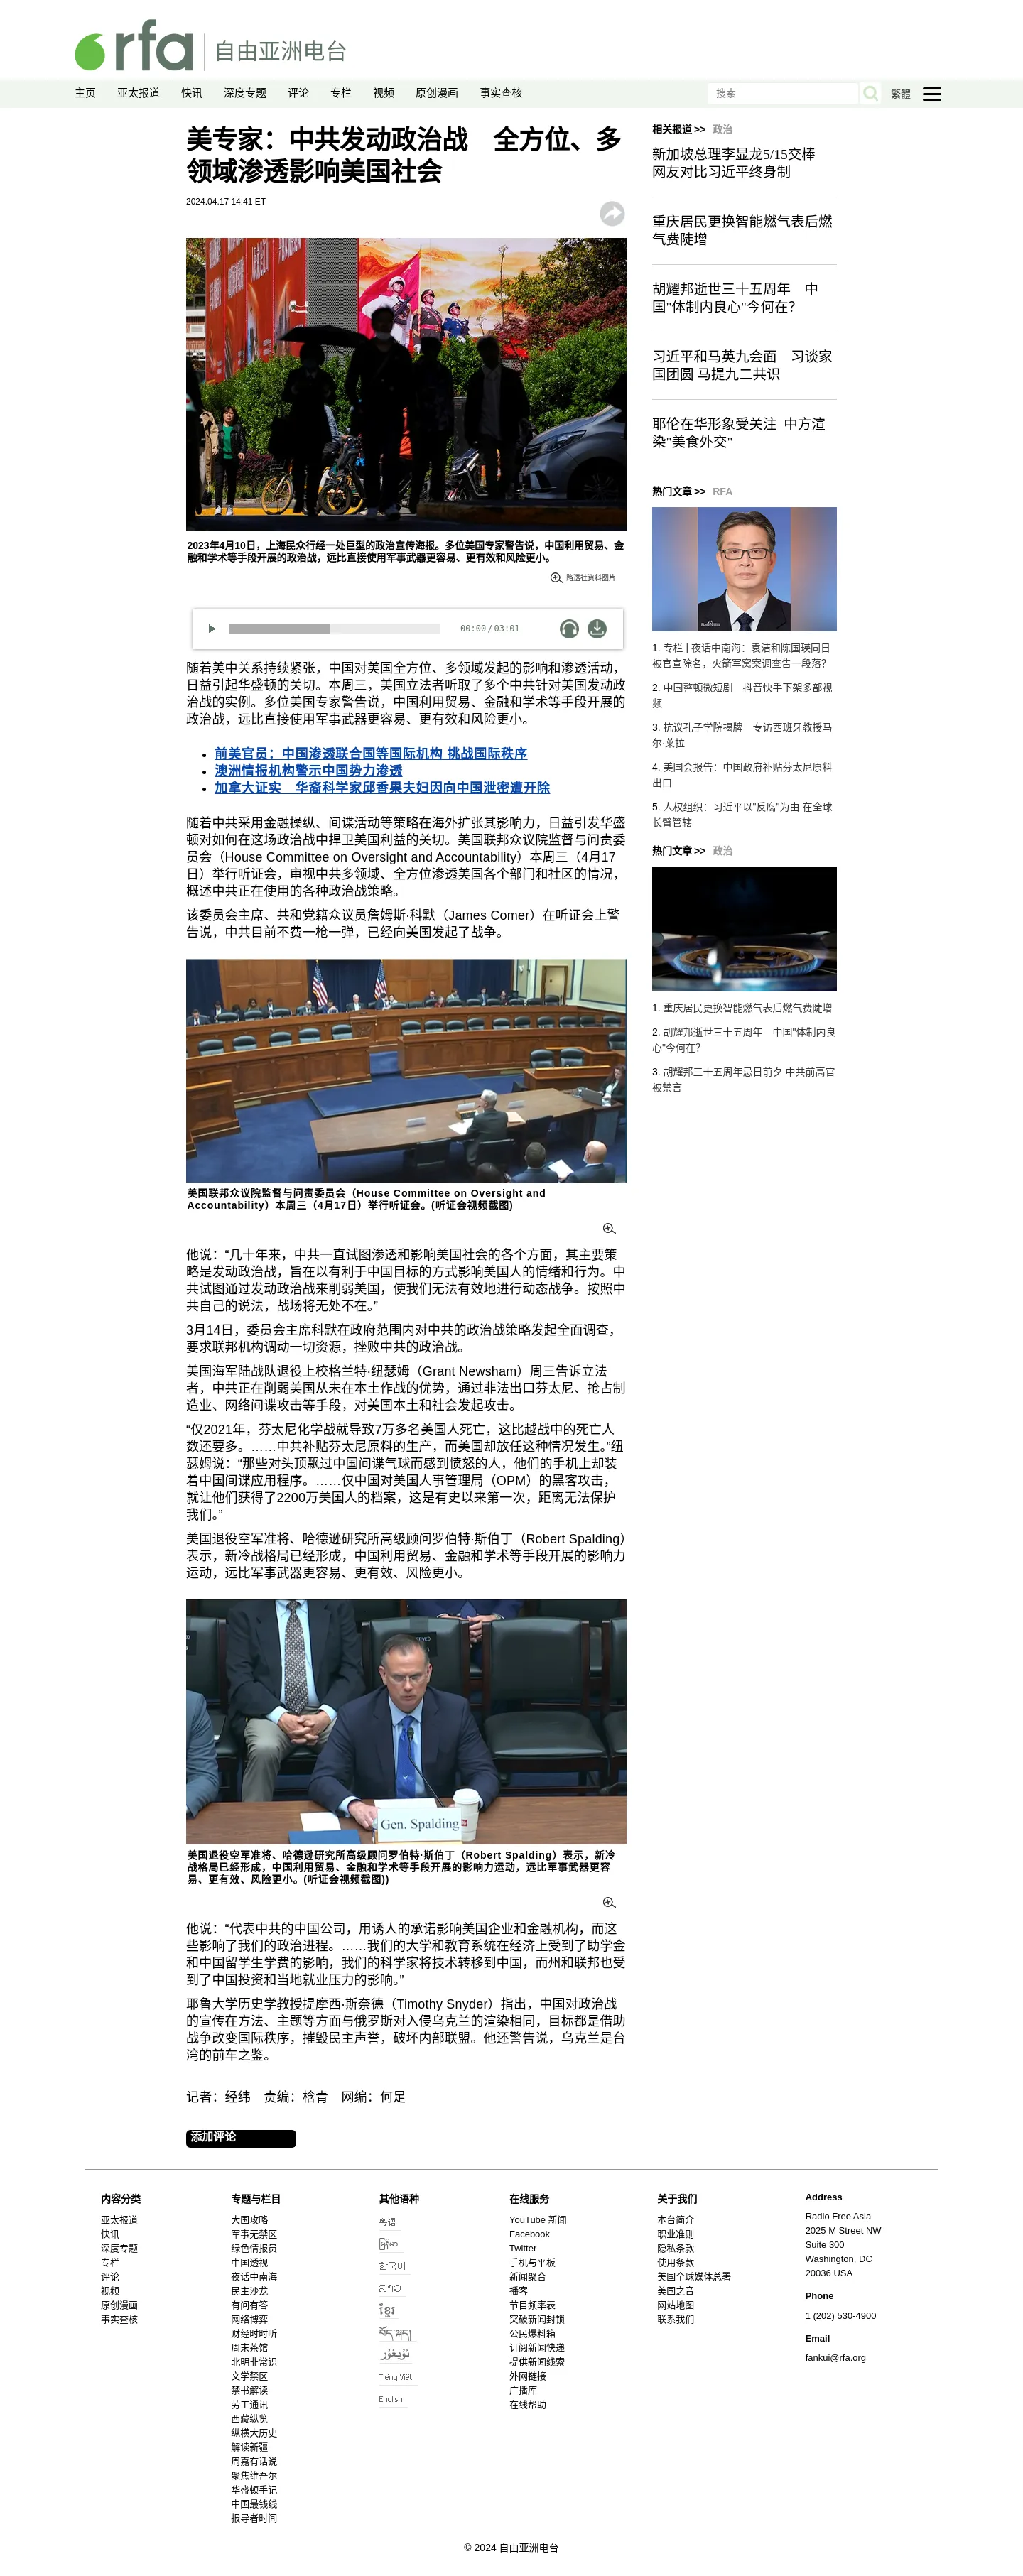 rfa 自由亚洲电台
主页 亚太报道 快讯 深度专题 评论 专栏 视频 原创漫画 事实查核 搜索 繁體
美专家：中共发动政治战　全方位、多
领域渗透影响美国社会
2024.04.17 14:41 ET
2023年4月10日，上海民众行经一处巨型的政治宣传海报。多位美国专家警告说，中国利用贸易、金
融和学术等手段开展的政治战，远比直接使用军事武器更容易、更有效和风险更小。
路透社资料图片
00:00 / 03:01
随着美中关系持续紧张，中国对美国全方位、多领域发起的影响和渗透活动，
日益引起华盛顿的关切。本周三，美国立法者听取了多个中共针对美国发动政
治战的实例。多位美国专家警告说，中国利用贸易、金融和学术等手段开展的
政治战，远比直接使用军事武器更容易、更有效和风险更小。
前美官员：中国渗透联合国等国际机构 挑战国际秩序
澳洲情报机构警示中国势力渗透
加拿大证实　华裔科学家邱香果夫妇因向中国泄密遭开除
随着中共采用金融操纵、间谍活动等策略在海外扩张其影响力，日益引发华盛
顿对如何在这场政治战中捍卫美国利益的关切。美国联邦众议院监督与问责委
员会（House Committee on Oversight and Accountability）本周三（4月17
日）举行听证会，审视中共多领域、全方位渗透美国各个部门和社区的情况，
概述中共正在使用的各种政治战策略。
该委员会主席、共和党籍众议员詹姆斯·科默（James Comer）在听证会上警
告说，中共目前不费一枪一弹，已经向美国发起了战争。
美国联邦众议院监督与问责委员会（House Committee on Oversight and
Accountability）本周三（4月17日）举行听证会。(听证会视频截图)
他说：“几十年来，中共一直试图渗透和影响美国社会的各个方面，其主要策
略是发动政治战，旨在以有利于中国目标的方式影响美国人的情绪和行为。中
共试图通过发动政治战来削弱美国，使我们无法有效地进行动态战争。按照中
共自己的说法，战场将无处不在。”
3月14日，委员会主席科默在政府范围内对中共的政治战策略发起全面调查，
要求联邦机构调动一切资源，挫败中共的政治战。
美国海军陆战队退役上校格兰特·纽瑟姆（Grant Newsham）周三告诉立法
者，中共正在削弱美国从未在本土作战的优势，通过非法出口芬太尼、抢占制
造业、网络间谍攻击等手段，对美国本土和社会发起攻击。
“仅2021年，芬太尼化学战就导致7万多名美国人死亡，这比越战中的死亡人
数还要多。……中共补贴芬太尼原料的生产，而美国却放任这种情况发生。”纽
瑟姆说：“那些对头顶飘过中国间谍气球而感到愤怒的人，他们的手机上却装
着中国间谍应用程序。……仅中国对美国人事管理局（OPM）的黑客攻击，
就让他们获得了2200万美国人的档案，这是有史以来第一次，距离无法保护
我们。”
美国退役空军准将、哈德逊研究所高级顾问罗伯特·斯伯丁（Robert Spalding）
表示，新冷战格局已经形成，中国利用贸易、金融和学术等手段开展的影响力
运动，远比军事武器更容易、更有效、风险更小。
Gen. Spalding
美国退役空军准将、哈德逊研究所高级顾问罗伯特·斯伯丁（Robert Spalding）表示，新冷
战格局已经形成，中国利用贸易、金融和学术等手段开展的影响力运动，远比军事武器更容
易、更有效、风险更小。(听证会视频截图))
他说：“代表中共的中国公司，用诱人的承诺影响美国企业和金融机构，而这
些影响了我们的政治进程。……我们的大学和教育系统在经济上受到了助学金
和中国留学生学费的影响，我们的科学家将技术转移到中国，而州和联邦也受
到了中国投资和当地就业压力的影响。”
耶鲁大学历史学教授提摩西·斯奈德（Timothy Snyder）指出，中国对政治战
的宣传在方法、主题等方面与俄罗斯对入侵乌克兰的渲染相同，目标都是借助
战争改变国际秩序，摧毁民主声誉，破坏内部联盟。他还警告说，乌克兰是台
湾的前车之鉴。
记者：经纬　责编：梒青　网编：何足
添加评论
相关报道 >> 政治
新加坡总理李显龙5/15交棒
网友对比习近平终身制
重庆居民更换智能燃气表后燃
气费陡增
胡耀邦逝世三十五周年　中
国"体制内良心"今何在？
习近平和马英九会面　习谈家
国团圆 马提九二共识
耶伦在华形象受关注 中方渲
染"美食外交"
热门文章 >> RFA
1. 专栏 | 夜话中南海：袁洁和陈国瑛同日
被官宣除名，火箭军窝案调查告一段落？
2. 中国整顿微短剧　抖音快手下架多部视
频
3. 抗议孔子学院揭牌　专访西班牙教授马
尔·莱拉
4. 美国会报告：中国政府补贴芬太尼原料
出口
5. 人权组织：习近平以"反腐"为由 在全球
长臂管辖
热门文章 >> 政治
1. 重庆居民更换智能燃气表后燃气费陡增
2. 胡耀邦逝世三十五周年　中国"体制内良
心"今何在？
3. 胡耀邦三十五周年忌日前夕 中共前高官
被禁言
内容分类
亚太报道
快讯
深度专题
专栏
评论
视频
原创漫画
事实查核
专题与栏目
大国攻略
军事无禁区
绿色情报员
中国透视
夜话中南海
民主沙龙
有问有答
网络博弈
财经时时听
周末茶馆
北明非常识
文学禁区
禁书解读
劳工通讯
西藏纵览
纵横大历史
解读新疆
周嘉有话说
聚焦维吾尔
华盛顿手记
中国最钱线
报导者时间
其他语种
粤语
မြန်မာ
한국어
ລາວ
ខ្មែរ
བོད་སྐད།
ئۇيغۇر
Tiếng Việt
English
在线服务
YouTube 新闻
Facebook
Twitter
手机与平板
新闻聚合
播客
节目频率表
突破新闻封锁
公民爆料箱
订阅新闻快递
提供新闻线索
外网链接
广播库
在线帮助
关于我们
本台简介
职业准则
隐私条款
使用条款
美国全球媒体总署
美国之音
网站地图
联系我们
Address
Radio Free Asia
2025 M Street NW
Suite 300
Washington, DC
20036 USA
Phone
1 (202) 530-4900
Email
fankui@rfa.org
© 2024 自由亚洲电台